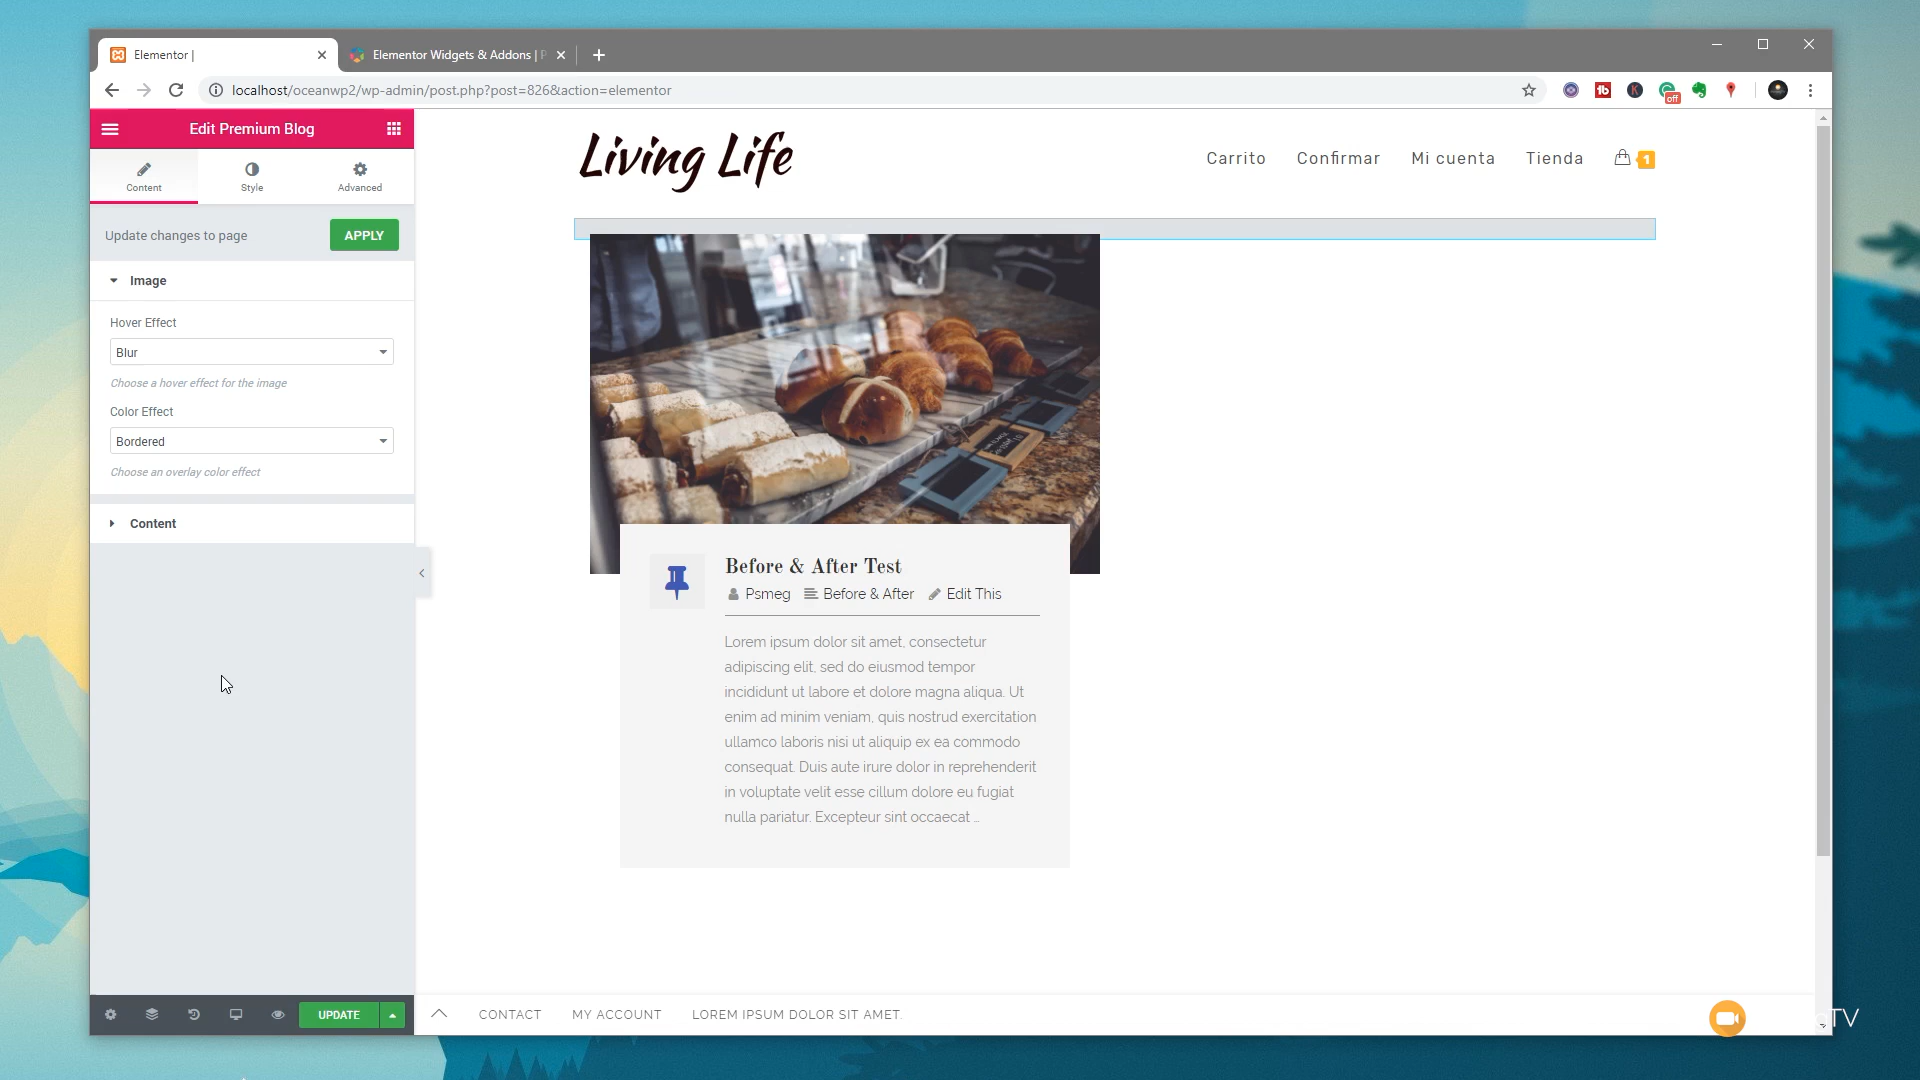 Elementor |
Elementor Widgets & Addons | P
localhost/oceanwp2/wp-admin/post.php?post=826&action=elementor
off
Edit Premium Blog
Content
Style
Advanced
Update changes to page
APPLY
Image
Hover Effect
Blur
Choose a hover effect for the image
Color Effect
Bordered
Choose an overlay color effect
Content
UPDATE
Living Life
Carrito
Confirmar
Mi cuenta
Tienda
1
Before & After Test
Psmeg
Before & After
Edit This
Lorem ipsum dolor sit amet, consectetur
adipiscing elit, sed do eiusmod tempor
incididunt ut labore et dolore magna aliqua. Ut
enim ad minim veniam, quis nostrud exercitation
ullamco laboris nisi ut aliquip ex ea commodo
consequat. Duis aute irure dolor in reprehenderit
in voluptate velit esse cillum dolore eu fugiat
nulla pariatur. Excepteur sint occaecat ...
CONTACT
MY ACCOUNT
LOREM IPSUM DOLOR SIT AMET.